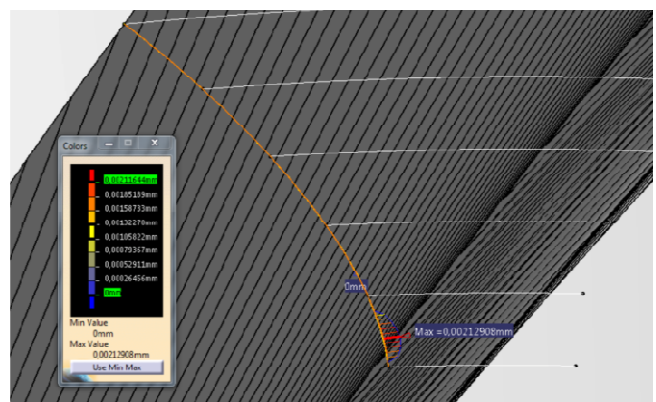 Colors
0,00211644mm
0,00185189mm
0,00158733mm
0,00132278mm
0,00105822mm
0,00079367mm
0,00052911mm
0,00026456mm
0mm
Min Value
0mm
Max Value
0,00212908mm
Use Min Max
0mm
Max =0,00212908mm